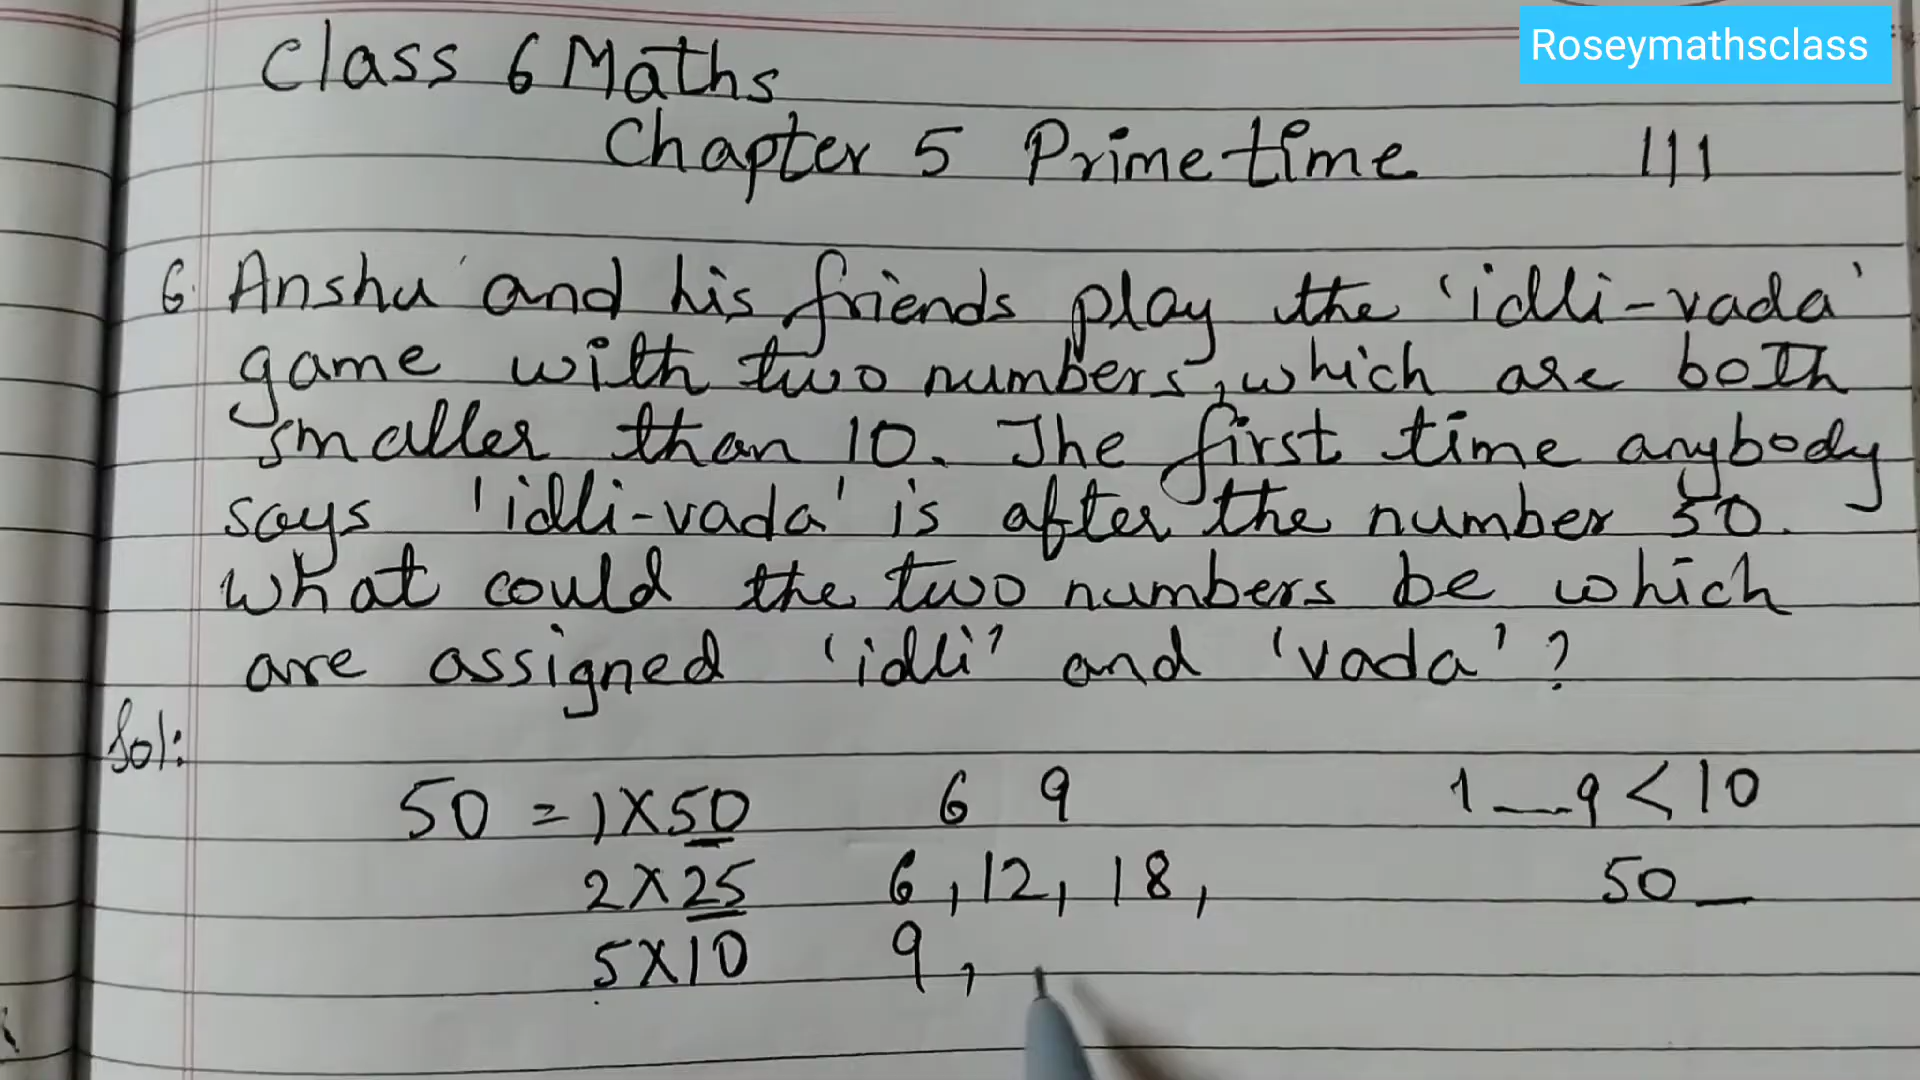 Roseymathsclass
Class 6 Maths
Chapter 5 Prime time 111
6. Anshu and his friends play the 'idli-vada'
game with two numbers, which are both
smaller than 10. The first time anybody
says 'idli-vada' is after the number 50.
What could the two numbers be which
are assigned 'idli' and 'vada'?
Sol:
50 = 1X50 6 9 1 __ 9 < 10
2X25 6, 12, 18, 50 _
5X10 9,